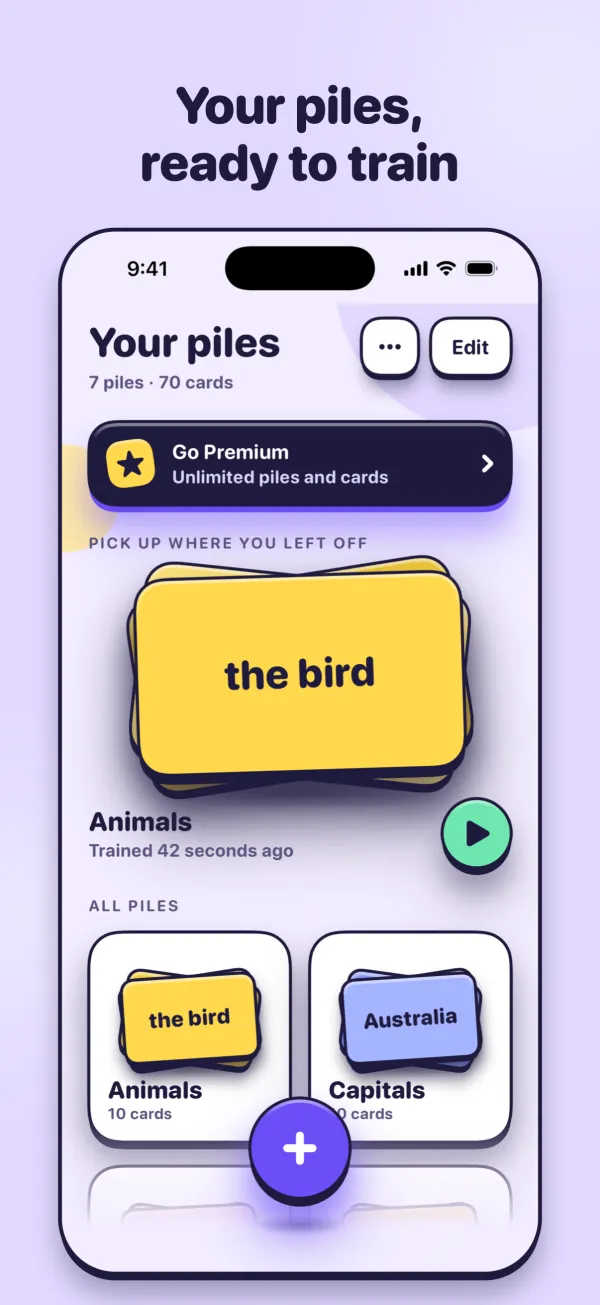 Your piles,
ready to train
9:41
Your piles
Edit
7 piles · 70 cards
Go Premium
Unlimited piles and cards
PICK UP WHERE YOU LEFT OFF
the bird
Animals
Trained 42 seconds ago
ALL PILES
the bird
Australia
Animals
Capitals
10 cards
0 cards